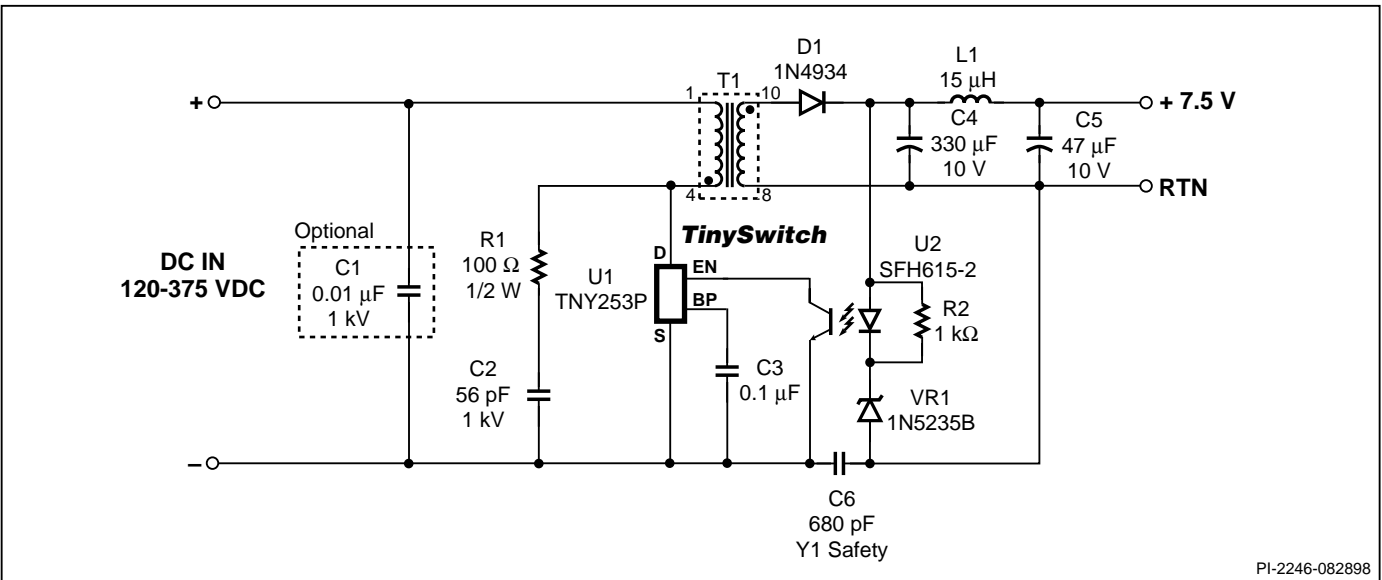 D1
1N4934
L1
15 μH
T1
+
1
10
+ 7.5 V
C4
330 μF
10 V
C5
47 μF
10 V
4
8
RTN
TinySwitch
Optional
DC IN
120-375 VDC
C1
0.01 μF
1 kV
R1
100 Ω
1/2 W
U1
TNY253P
D
EN
BP
S
U2
SFH615-2
R2
1 kΩ
C2
56 pF
1 kV
C3
0.1 μF
VR1
1N5235B
–
C6
680 pF
Y1 Safety
PI-2246-082898